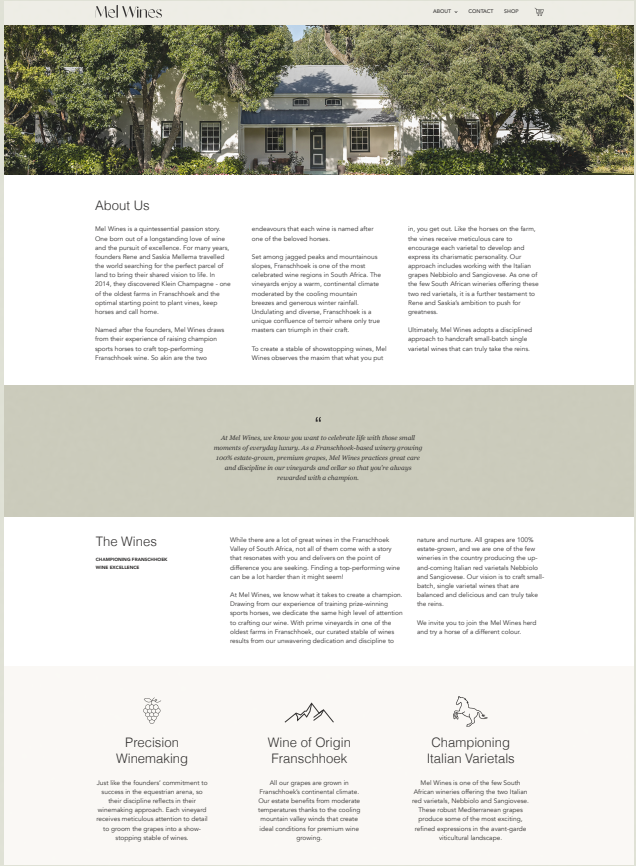 Mel Wines
ABOUT CONTACT SHOP
About Us
Mel Wines is a quintessential passion story.
One born out of a longstanding love of wine
and the pursuit of excellence. For many years,
founders Rene and Saskia Mellema travelled
the world searching for the perfect parcel of
land to bring their shared vision to life. In
2014, they discovered Klein Champagne - one
of the oldest farms in Franschhoek and the
optimal starting point to plant vines, keep
horses and call home.
Named after the founders, Mel Wines draws
from their experience of raising champion
sports horses to craft top-performing
Franschhoek wine. So akin are the two
endeavours that each wine is named after
one of the beloved horses.
Set among jagged peaks and mountainous
slopes, Franschhoek is one of the most
celebrated wine regions in South Africa. The
vineyards enjoy a warm, continental climate
moderated by the cooling mountain
breezes and generous winter rainfall.
Undulating and diverse, Franschhoek is a
unique confluence of terroir where only true
masters can triumph in their craft.
To create a stable of showstopping wines, Mel
Wines observes the maxim that what you put
in, you get out. Like the horses on the farm,
the vines receive meticulous care to
encourage each varietal to develop and
express its charismatic personality. Our
approach includes working with the Italian
grapes Nebbiolo and Sangiovese. As one of
the few South African wineries offering these
two red varietals, it is a further testament to
Rene and Saskia's ambition to push for
greatness.
Ultimately, Mel Wines adopts a disciplined
approach to handcraft small-batch single
varietal wines that can truly take the reins.
“
At Mel Wines, we know you want to celebrate life with those small
moments of everyday luxury. As a Franschhoek-based winery growing
100% estate-grown, premium grapes, Mel Wines practices great care
and discipline in our vineyards and cellar so that you're always
rewarded with a champion.
The Wines
CHAMPIONING FRANSCHHOEK
WINE EXCELLENCE
While there are a lot of great wines in the Franschhoek
Valley of South Africa, not all of them come with a story
that resonates with you and delivers on the point of
difference you are seeking. Finding a top-performing wine
can be a lot harder than it might seem!
At Mel Wines, we know what it takes to create a champion.
Drawing from our experience of training prize-winning
sports horses, we dedicate the same high level of attention
to crafting our wine. With prime vineyards in one of the
oldest farms in Franschhoek, our curated stable of wines
results from our unwavering dedication and discipline to
nature and nurture. All grapes are 100%
estate-grown, and we are one of the few
wineries in the country producing the up-
and-coming Italian red varietals Nebbiolo
and Sangiovese. Our vision is to craft small-
batch, single varietal wines that are
balanced and delicious and can truly take
the reins.
We invite you to join the Mel Wines herd
and try a horse of a different colour.
Precision
Winemaking
Just like the founders' commitment to
success in the equestrian arena, so
their discipline reflects in their
winemaking approach. Each vineyard
receives meticulous attention to detail
to groom the grapes into a show-
stopping stable of wines.
Wine of Origin
Franschhoek
All our grapes are grown in
Franschhoek's continental climate.
Our estate benefits from moderate
temperatures thanks to the cooling
mountain valley winds that create
ideal conditions for premium wine
growing.
Championing
Italian Varietals
Mel Wines is one of the few South
African wineries offering the two Italian
red varietals, Nebbiolo and Sangiovese.
These robust Mediterranean grapes
produce some of the most exciting,
refined expressions in the avant-garde
viticultural landscape.